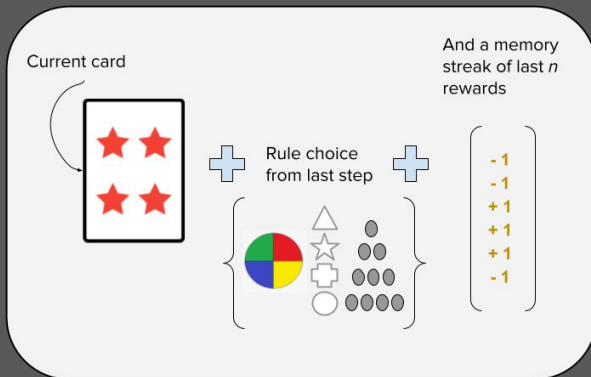 Current card
Rule choice
from last step
And a memory
streak of last n
rewards
- 1
- 1
+ 1
+ 1
+ 1
- 1